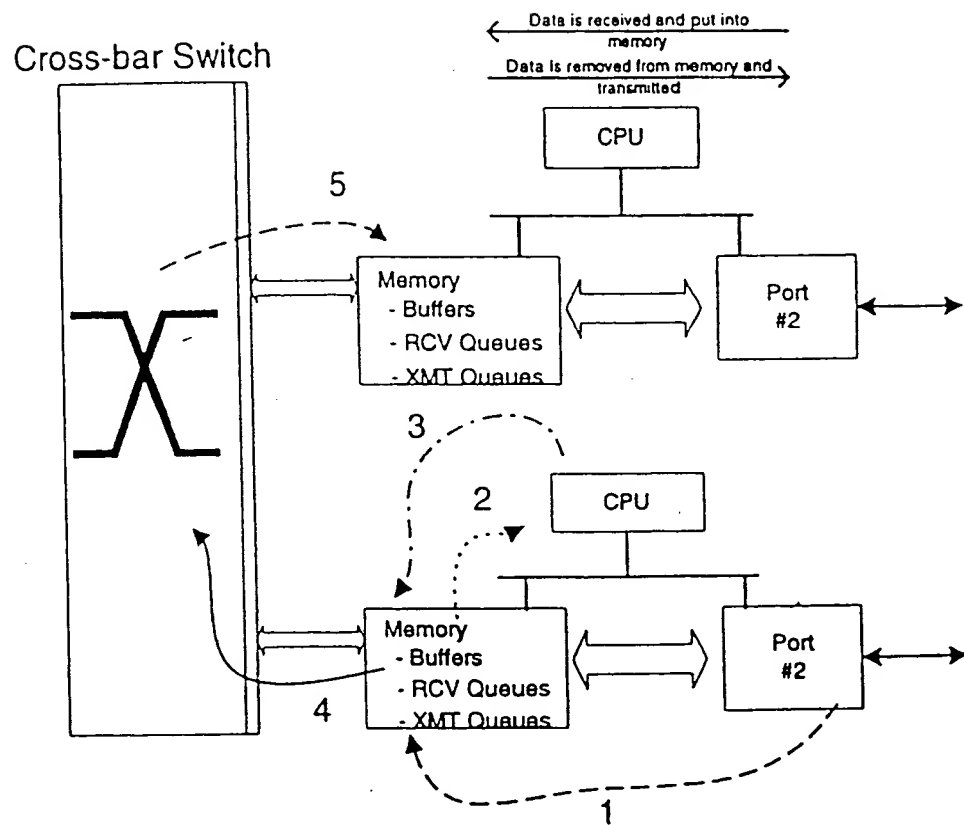 Data is received and put into
memory
Cross-bar Switch
Data is removed from memory and
transmitted
CPU
5
Memory
- Buffers
- RCV Queues
- XMT Queues
Port
#2
3
2
CPU
Memory
- Buffers
- RCV Queues
- XMT Queues
Port
#2
4
1